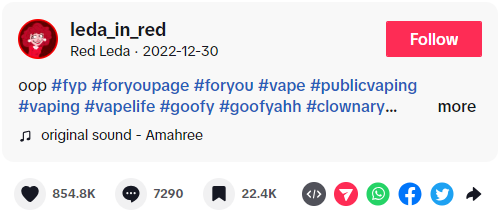 leda_in_red
Red Leda · 2022-12-30
Follow
oop #fyp #foryoupage #foryou #vape #publicvaping
#vaping #vapelife #goofy #goofyahh #clownary... more
original sound - Amahree
854.8K 7290 22.4K